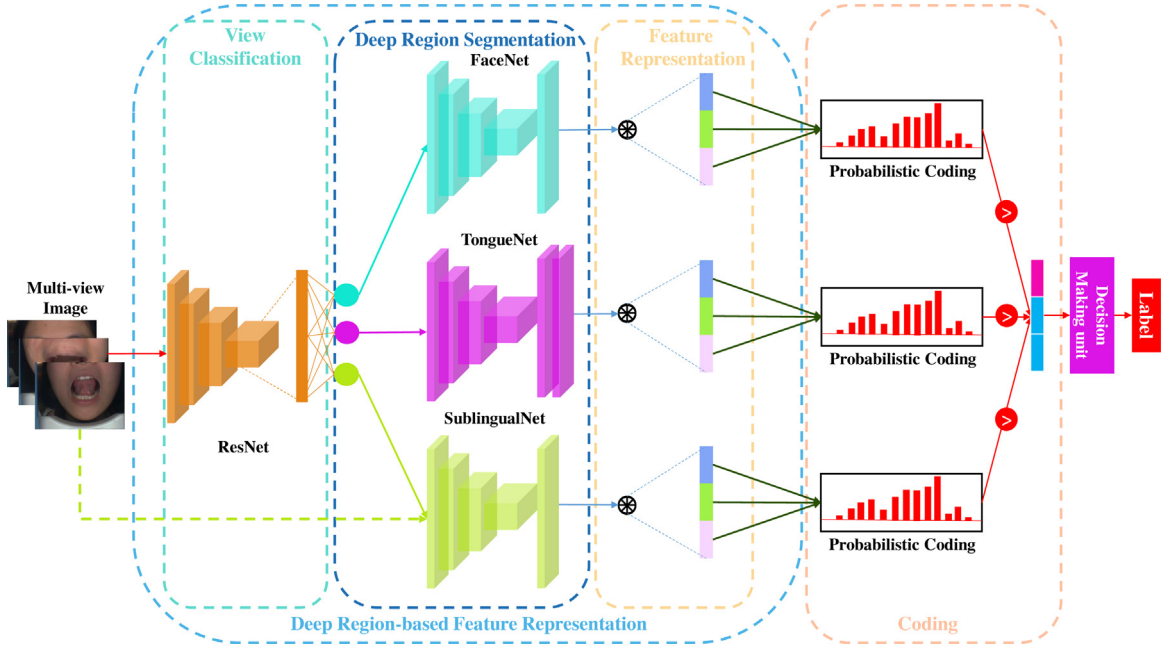 View
Classification
Deep Region Segmentation
Feature
Representation
FaceNet
TongueNet
SublingualNet
Multi-view
Image
ResNet
Probabilistic Coding
>
Probabilistic Coding
>
Probabilistic Coding
>
Decision
Making unit
Label
Deep Region-based Feature Representation
Coding